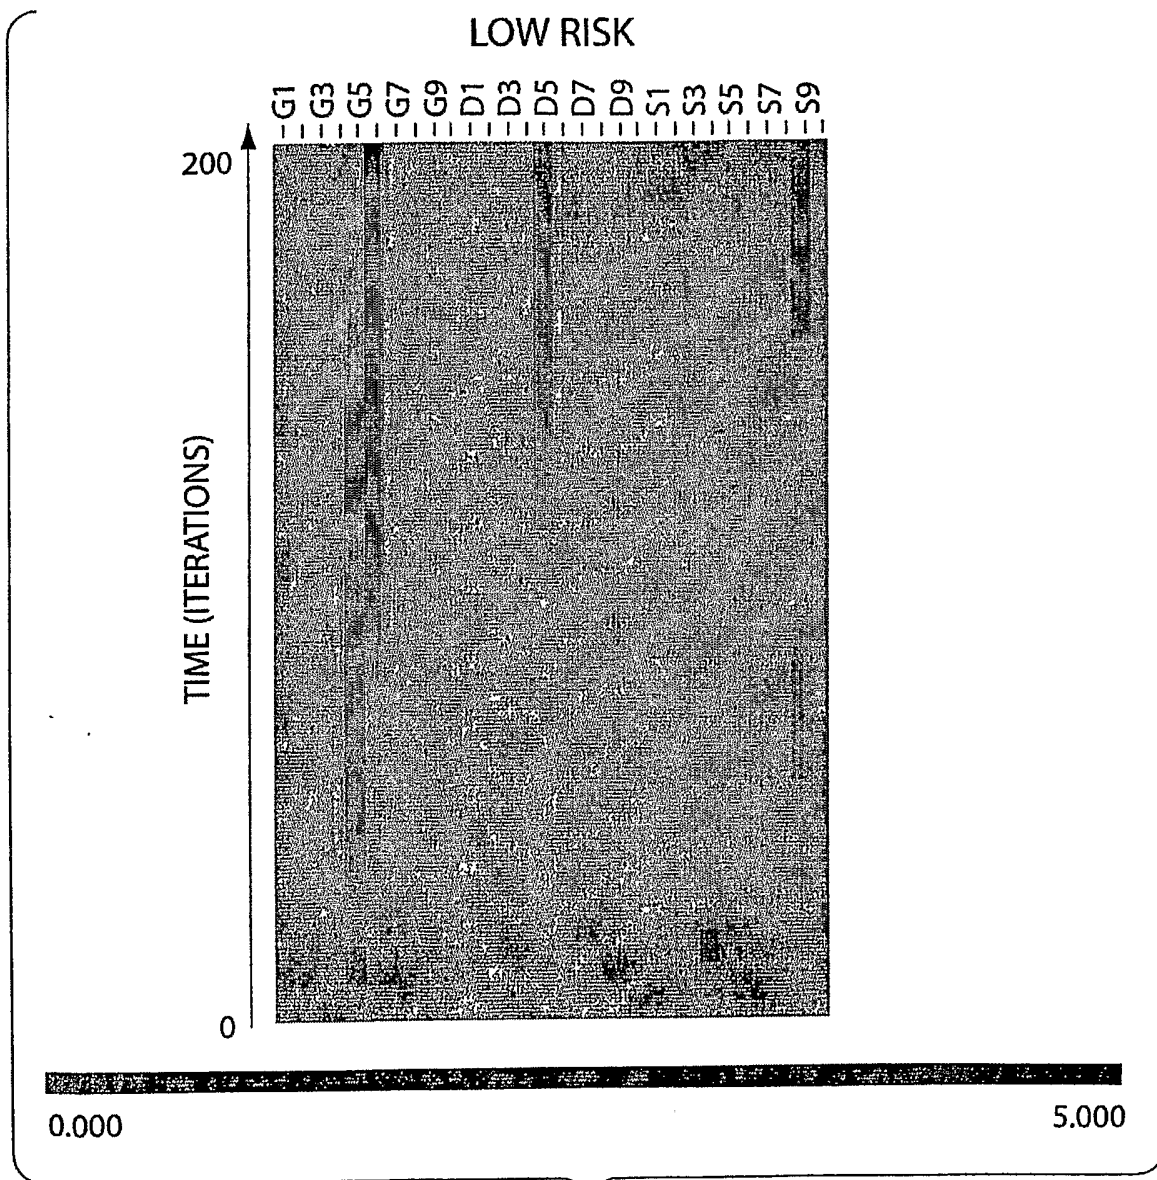 LOW RISK
G1
G3
G5
G7
G9
D1
D3
D5
D7
D9
S1
S3
S5
S7
S9
200
TIME (ITERATIONS)
0
0.000
5.000